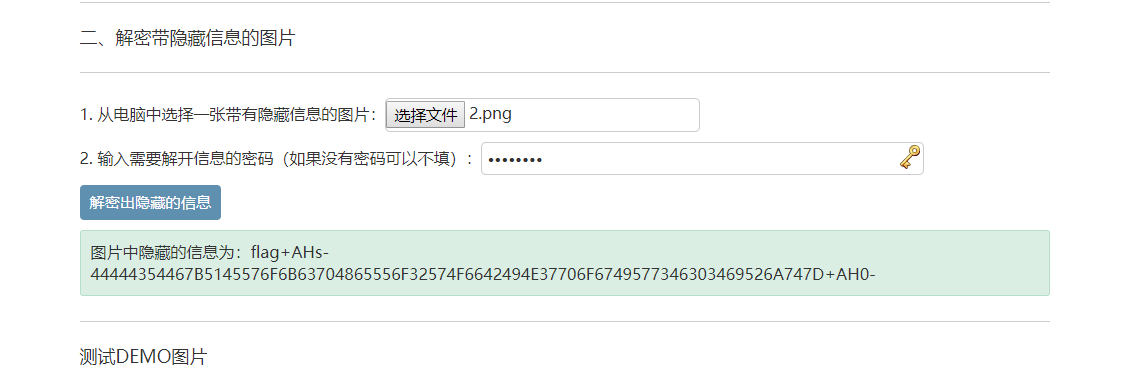 二、解密带隐藏信息的图片
1. 从电脑中选择一张带有隐藏信息的图片：选择文件 2.png
2. 输入需要解开信息的密码（如果没有密码可以不填）：••••••••
解密出隐藏的信息
图片中隐藏的信息为：flag+AHs-
44444354467B5145576F6B63704865556F32574F6642494E37706F6749577346303469526A747D+AH0-
测试DEMO图片